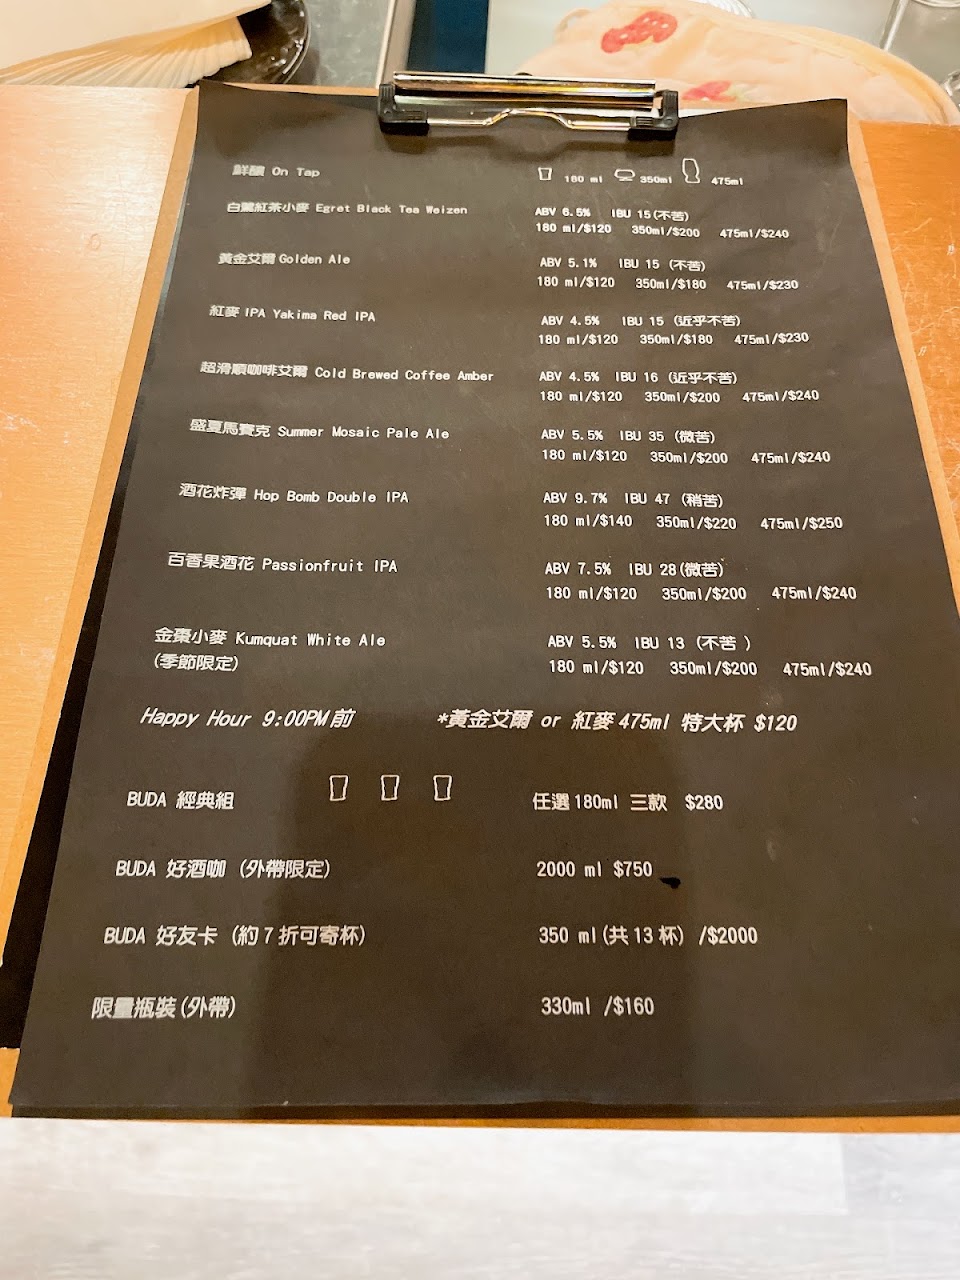 鮮釀 On Tap 180 ml 350ml 475ml
白鷺紅茶小麥 Egret Black Tea Weizen ABV 6.5% IBU 15(不苦)
180 ml/$120 350ml/$200 475ml/$240
黃金艾爾 Golden Ale ABV 5.1% IBU 15 (不苦)
180 ml/$120 350ml/$180 475ml/$230
紅麥 IPA Yakima Red IPA ABV 4.5% IBU 15 (近乎不苦)
180 ml/$120 350ml/$180 475ml/$230
超滑順咖啡艾爾 Cold Brewed Coffee Amber ABV 4.5% IBU 16 (近乎不苦)
180 ml/$120 350ml/$200 475ml/$240
盛夏馬賽克 Summer Mosaic Pale Ale ABV 5.5% IBU 35 (微苦)
180 ml/$120 350ml/$200 475ml/$240
酒花炸彈 Hop Bomb Double IPA ABV 9.7% IBU 47 (稍苦)
180 ml/$140 350ml/$220 475ml/$250
百香果酒花 Passionfruit IPA ABV 7.5% IBU 28(微苦)
180 ml/$120 350ml/$200 475ml/$240
金棗小麥 Kumquat White Ale ABV 5.5% IBU 13 (不苦 )
(季節限定) 180 ml/$120 350ml/$200 475ml/$240
Happy Hour 9:00PM前 *黃金艾爾 or 紅麥 475ml 特大杯 $120
BUDA 經典組 任選180ml 三款 $280
BUDA 好酒咖 (外帶限定) 2000 ml $750
BUDA 好友卡 (約7折可寄杯) 350 ml(共13杯) /$2000
限量瓶裝(外帶) 330ml /$160